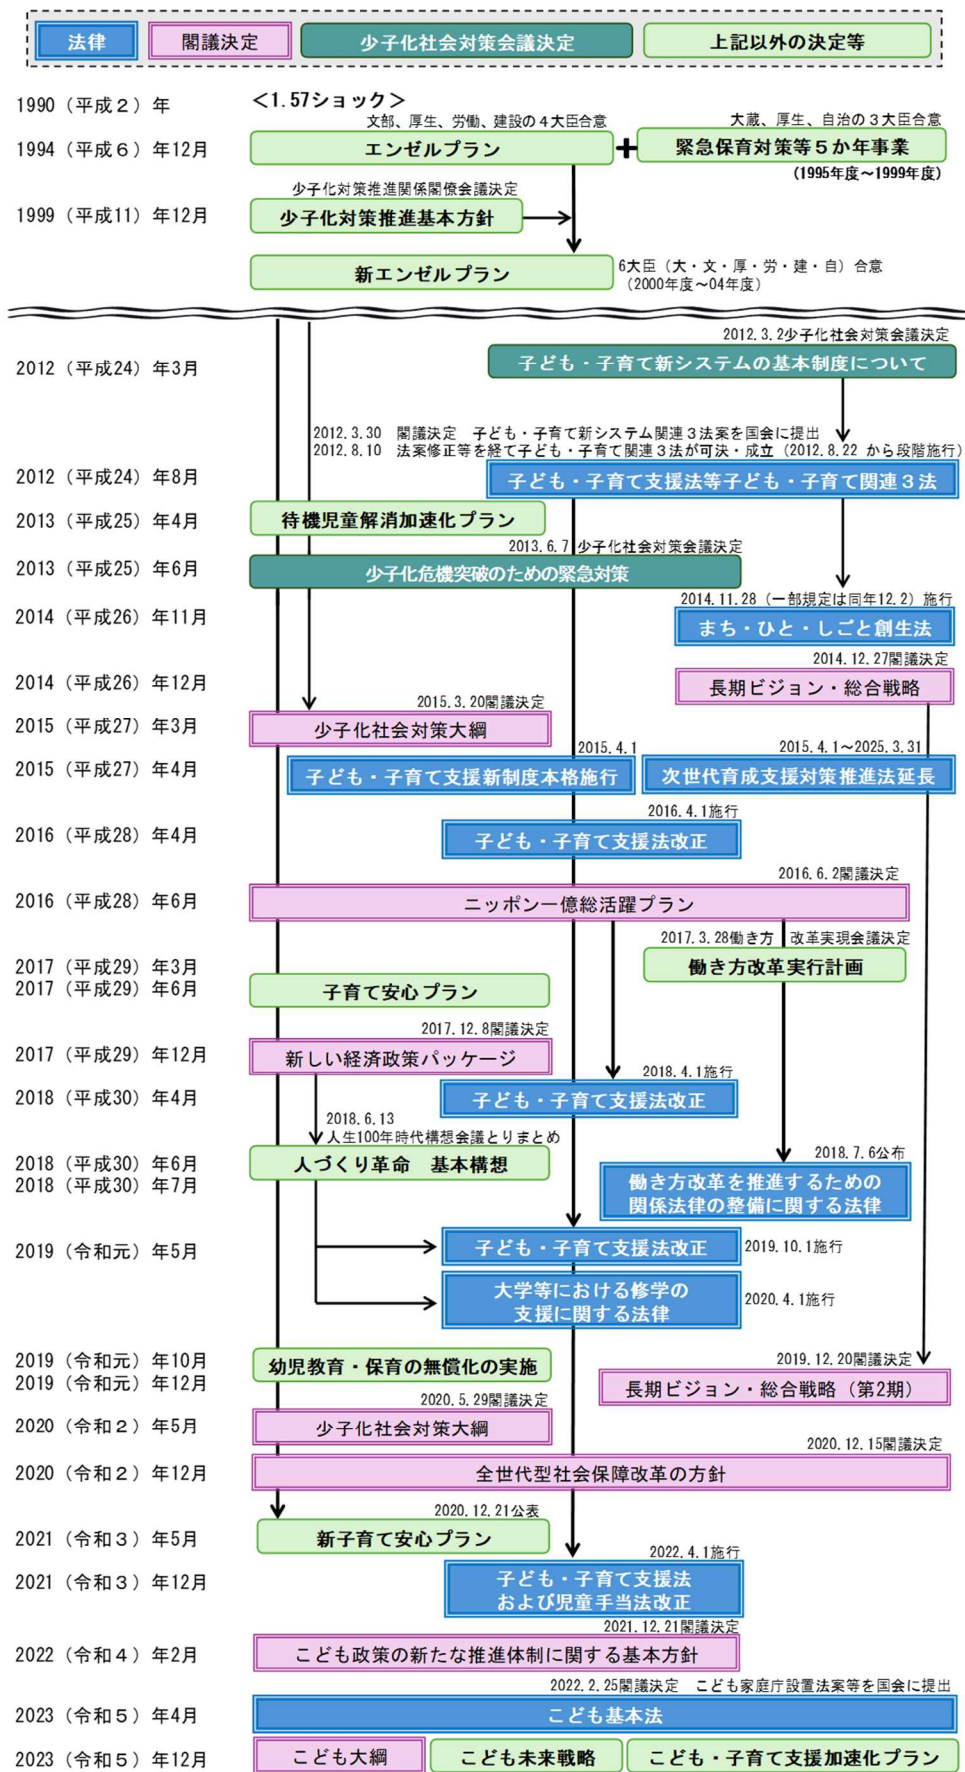 法律
閣議決定
少子化社会対策会議決定
上記以外の決定等
1990（平成２）年
＜1.57ショック＞
文部、厚生、労働、建設の４大臣合意
大蔵、厚生、自治の３大臣合意
1994（平成６）年12月
エンゼルプラン
＋
緊急保育対策等５か年事業
（1995年度～1999年度）
少子化対策推進関係閣僚会議決定
1999（平成11）年12月
少子化対策推進基本方針
新エンゼルプラン
6大臣（大・文・厚・労・建・自）合意
（2000年度～04年度）
2012.3.2少子化社会対策会議決定
2012（平成24）年3月
子ども・子育て新システムの基本制度について
2012.3.30　閣議決定　子ども・子育て新システム関連３法案を国会に提出
2012.8.10　法案修正等を経て子ども・子育て関連３法が可決・成立（2012.8.22 から段階施行）
2012（平成24）年8月
子ども・子育て支援法等子ども・子育て関連３法
2013（平成25）年4月
待機児童解消加速化プラン
2013.6.7 少子化社会対策会議決定
2013（平成25）年6月
少子化危機突破のための緊急対策
2014.11.28（一部規定は同年12.2）施行
2014（平成26）年11月
まち・ひと・しごと創生法
2014.12.27閣議決定
2014（平成26）年12月
長期ビジョン・総合戦略
2015.3.20閣議決定
2015（平成27）年3月
少子化社会対策大綱
2015.4.1
2015.4.1～2025.3.31
2015（平成27）年4月
子ども・子育て支援新制度本格施行
次世代育成支援対策推進法延長
2016.4.1施行
2016（平成28）年4月
子ども・子育て支援法改正
2016.6.2閣議決定
2016（平成28）年6月
ニッポン一億総活躍プラン
2017.3.28働き方　改革実現会議決定
2017（平成29）年3月
働き方改革実行計画
2017（平成29）年6月
子育て安心プラン
2017.12.8閣議決定
2017（平成29）年12月
新しい経済政策パッケージ
2018.4.1施行
2018（平成30）年4月
子ども・子育て支援法改正
2018.6.13
人生100年時代構想会議とりまとめ
2018（平成30）年6月
人づくり革命　基本構想
2018.7.6公布
2018（平成30）年7月
働き方改革を推進するための
関係法律の整備に関する法律
2019（令和元）年5月
子ども・子育て支援法改正
2019.10.1施行
大学等における修学の
支援に関する法律
2020.4.1施行
2019（令和元）年10月
幼児教育・保育の無償化の実施
2019.12.20閣議決定
2019（令和元）年12月
長期ビジョン・総合戦略（第2期）
2020.5.29閣議決定
2020（令和２）年5月
少子化社会対策大綱
2020.12.15閣議決定
2020（令和２）年12月
全世代型社会保障改革の方針
2020.12.21公表
2021（令和３）年5月
新子育て安心プラン
2022.4.1施行
2021（令和３）年12月
子ども・子育て支援法
および児童手当法改正
2021.12.21閣議決定
2022（令和４）年2月
こども政策の新たな推進体制に関する基本方針
2022.2.25閣議決定　こども家庭庁設置法案等を国会に提出
2023（令和５）年4月
こども基本法
2023（令和５）年12月
こども大綱
こども未来戦略
こども・子育て支援加速化プラン